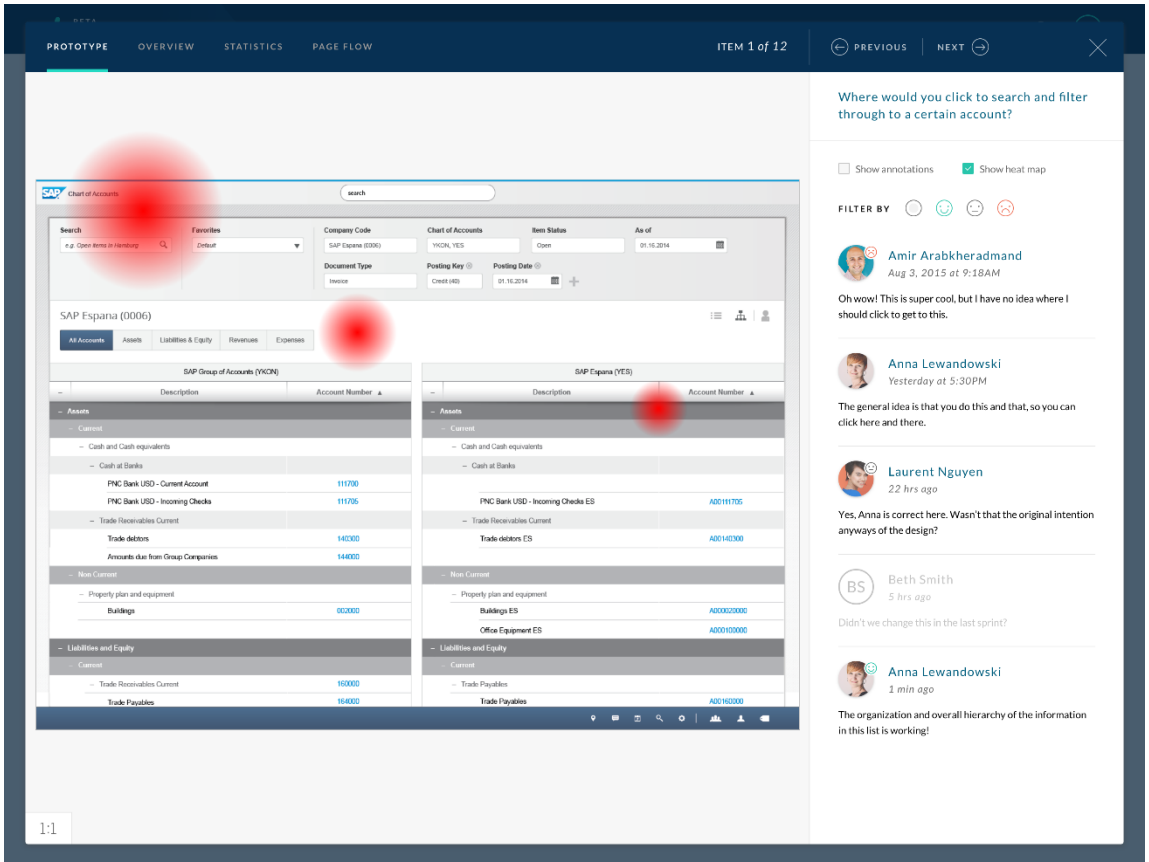 BETA
PROTOTYPE OVERVIEW STATISTICS PAGE FLOW
ITEM 1 of 12
PREVIOUS NEXT
SAP Chart of Accounts
search
Search Favorites Company Code Chart of Accounts Item Status As of
e.g. Open items in Hamburg Default SAP Espana (0006) YKON, YES Open 01.16.2014
Document Type Posting Key Posting Date
Invoice Credit (40) 01.16.2014
SAP Espana (0006)
All Accounts Assets Liabilities & Equity Revenues Expenses
SAP Group of Accounts (YKON) SAP Espana (YES)
– Description Account Number ▲ – Description Account Number ▲
– Assets – Assets
– Current – Current
– Cash and Cash equivalents – Cash and Cash equivalents
– Cash at Banks – Cash at Banks
PNC Bank USD - Current Account 111700
PNC Bank USD - Incoming Checks 111705 PNC Bank USD - Incoming Checks ES A00111705
– Trade Receivables Current – Trade Receivables Current
Trade debtors 140300 Trade debtors ES A00140300
Amounts due from Group Companies 144000
– Non Current – Non Current
– Property plan and equipment – Property plan and equipment
Buildings 002000 Buildings ES A000020000
Office Equipment ES A000100000
– Liabilities and Equity – Liabilities and Equity
– Current – Current
– Trade Receivables Current 160000 – Trade Payables
Trade Payables 164000 Trade Payables A00160000
1:1
Where would you click to search and filter
through to a certain account?
Show annotations Show heat map
FILTER BY
Amir Arabkheradmand
Aug 3, 2015 at 9:18AM
Oh wow! This is super cool, but I have no idea where I
should click to get to this.
Anna Lewandowski
Yesterday at 5:30PM
The general idea is that you do this and that, so you can
click here and there.
Laurent Nguyen
22 hrs ago
Yes, Anna is correct here. Wasn't that the original intention
anyways of the design?
BS
Beth Smith
5 hrs ago
Didn't we change this in the last sprint?
Anna Lewandowski
1 min ago
The organization and overall hierarchy of the information
in this list is working!